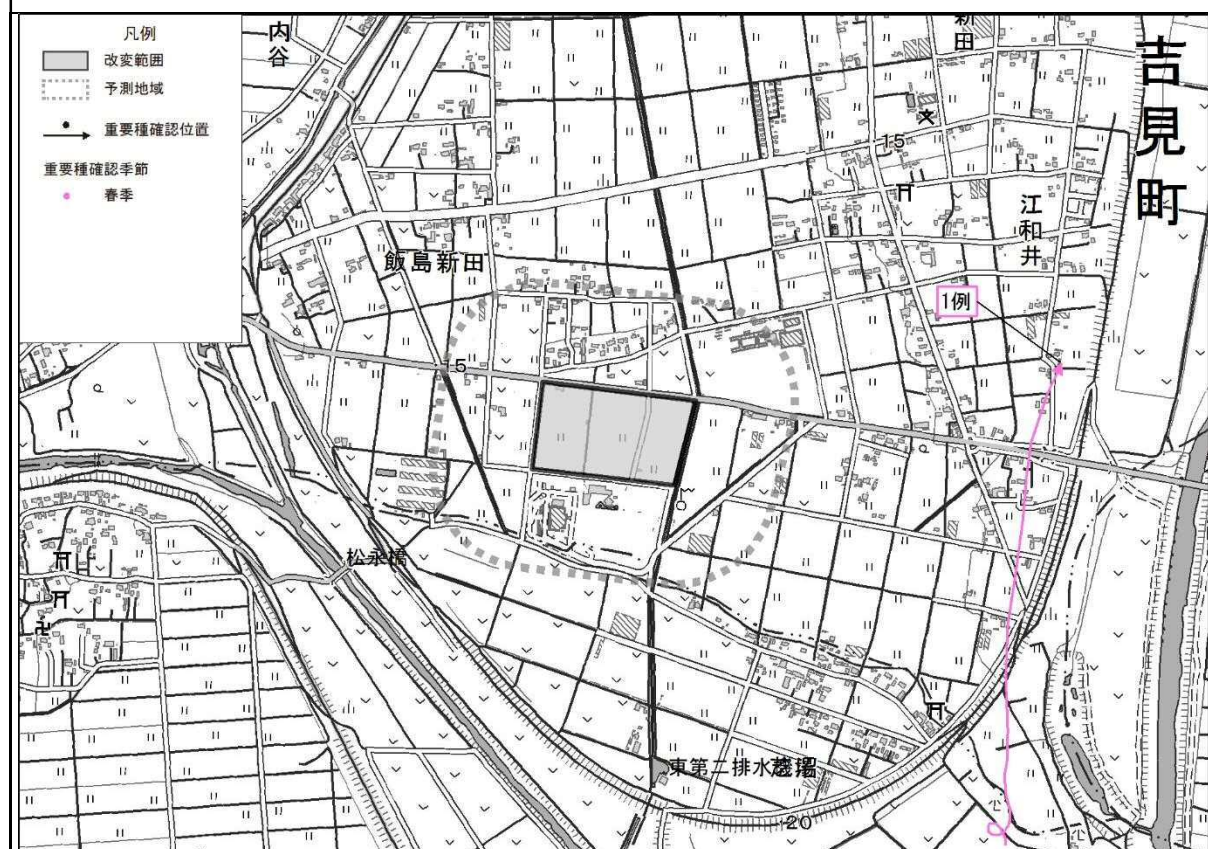 凡例
改変範囲
予測地域
重要種確認位置
重要種確認季節
春季
内谷
新田
吉見町
15
江和井
飯島新田
1例
5
松永橋
東第二排水機場
20